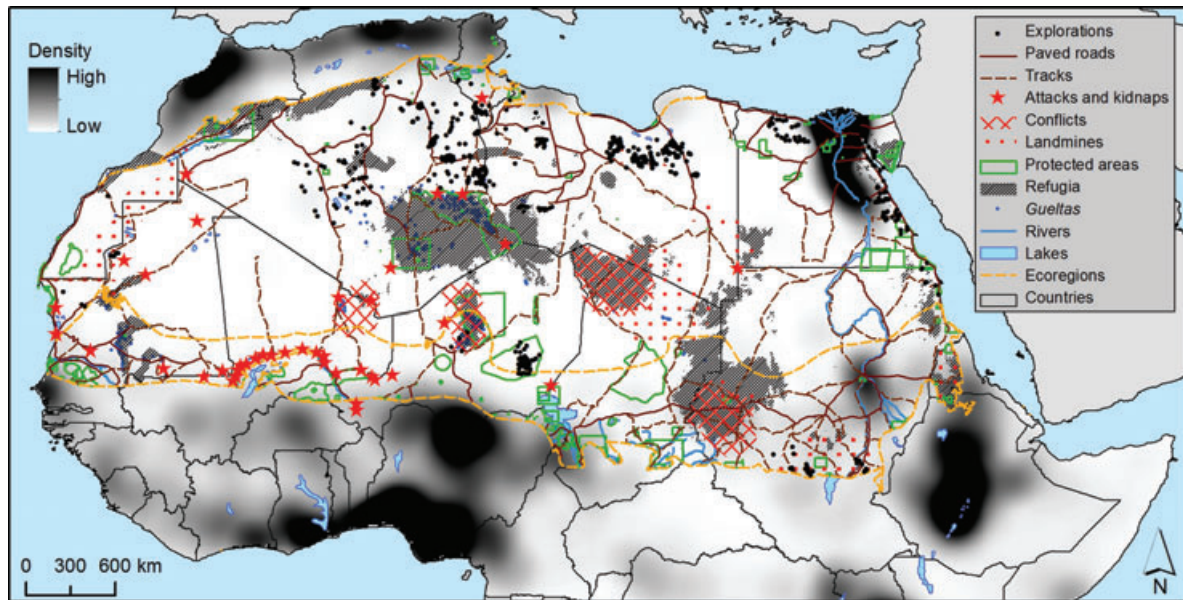 Density
High
Low
Explorations
Paved roads
Tracks
Attacks and kidnaps
Conflicts
Landmines
Protected areas
Refugia
Gueltas
Rivers
Lakes
Ecoregions
Countries
0 300 600 km
N